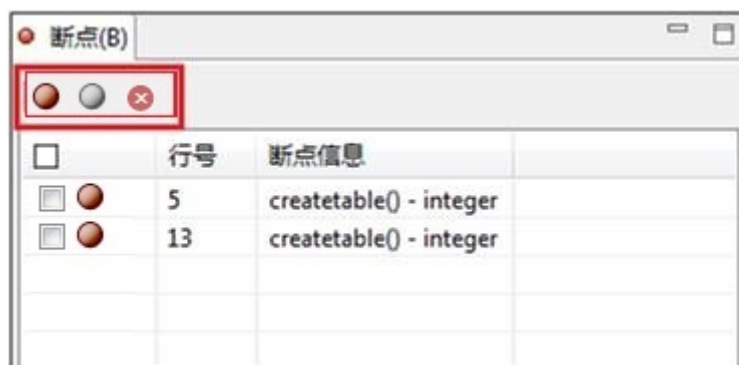 断点(B)
行号 断点信息
5 createtable() - integer
13 createtable() - integer